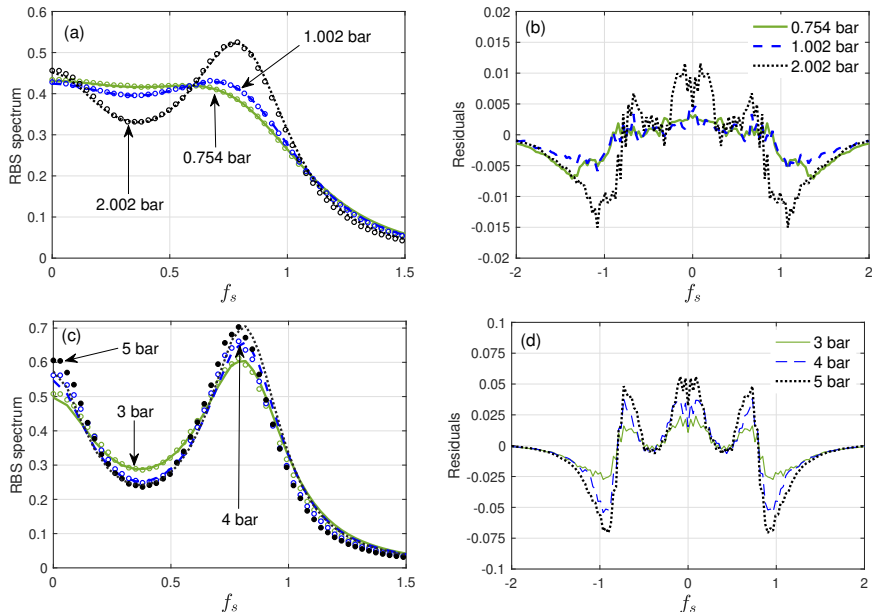 (a)
RBS spectrum
0.6
0.5
0.4
0.3
0.2
0.1
0
0
0.5
1
1.5
f_s
1.002 bar
0.754 bar
2.002 bar
(b)
Residuals
0.02
0.015
0.01
0.005
0
-0.005
-0.01
-0.015
-0.02
-2
-1
0
1
2
f_s
0.754 bar
1.002 bar
2.002 bar
(c)
RBS spectrum
0.7
0.6
0.5
0.4
0.3
0.2
0.1
0
0
0.5
1
1.5
f_s
5 bar
3 bar
4 bar
(d)
Residuals
0.1
0.075
0.05
0.025
0
-0.025
-0.05
-0.075
-0.1
-2
-1
0
1
2
f_s
3 bar
4 bar
5 bar